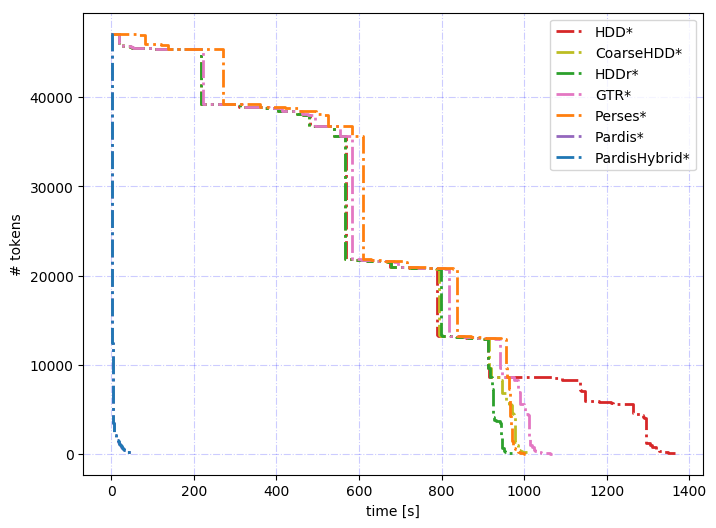 HDD*
CoarseHDD*
HDDr*
GTR*
Perses*
Pardis*
PardisHybrid*
# tokens
40000
30000
20000
10000
0
0 200 400 600 800 1000 1200 1400
time [s]